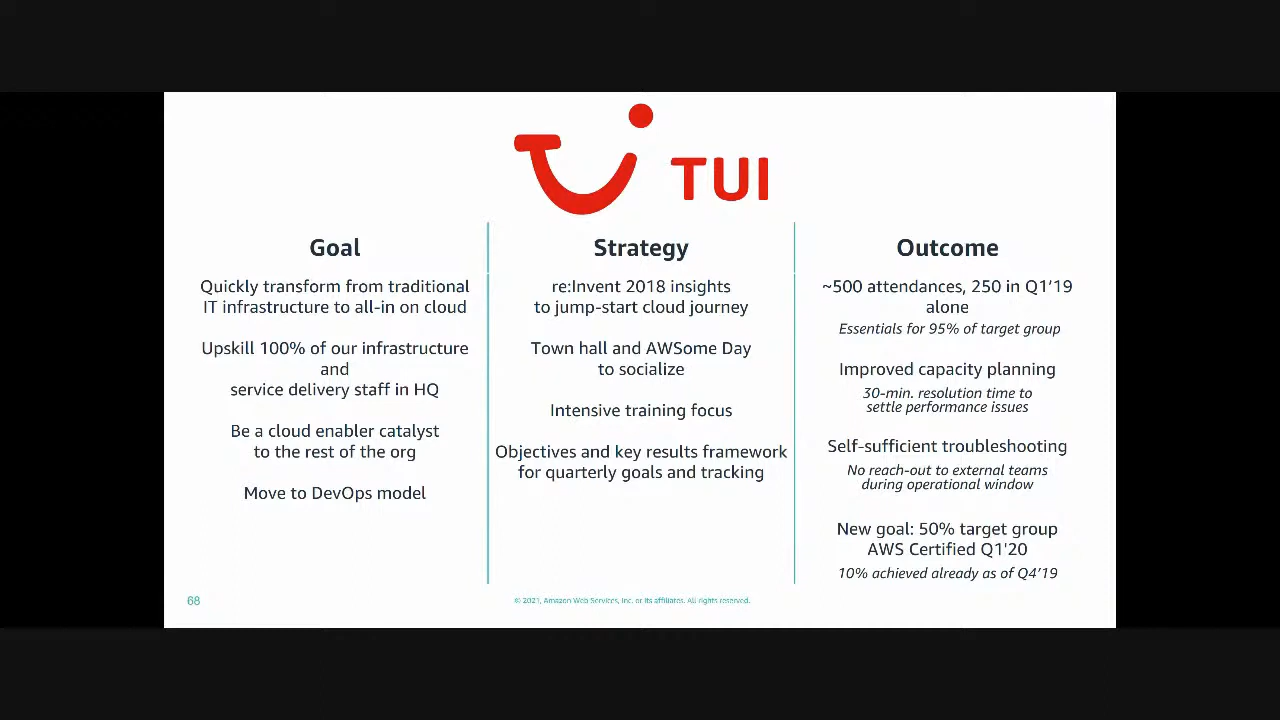 TUI
Goal
Quickly transform from traditional
IT infrastructure to all-in on cloud
Upskill 100% of our infrastructure
and
service delivery staff in HQ
Be a cloud enabler catalyst
to the rest of the org
Move to DevOps model
Strategy
re:Invent 2018 insights
to jump-start cloud journey
Town hall and AWSome Day
to socialize
Intensive training focus
Objectives and key results framework
for quarterly goals and tracking
Outcome
~500 attendances, 250 in Q1’19
alone
Essentials for 95% of target group
Improved capacity planning
30-min. resolution time to
settle performance issues
Self-sufficient troubleshooting
No reach-out to external teams
during operational window
New goal: 50% target group
AWS Certified Q1'20
10% achieved already as of Q4’19
68
© 2021, Amazon Web Services, Inc. or its affiliates. All rights reserved.